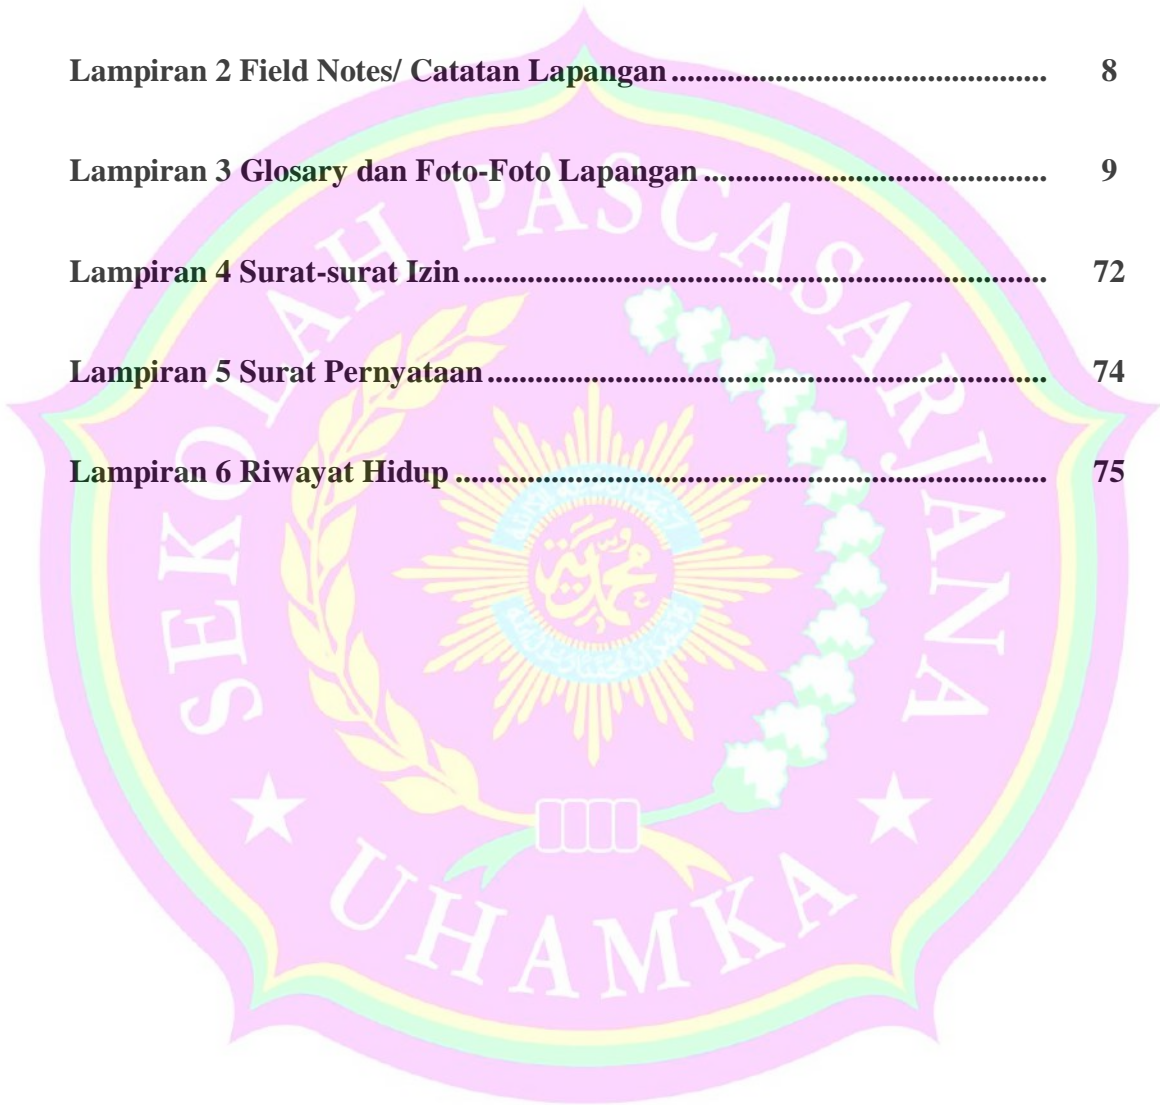 Lampiran 2 Field Notes/ Catatan Lapangan ............................................... 8
Lampiran 3 Glosary dan Foto-Foto Lapangan ........................................... 9
Lampiran 4 Surat-surat Izin ......................................................................... 72
Lampiran 5 Surat Pernyataan ...................................................................... 74
Lampiran 6 Riwayat Hidup .......................................................................... 75
SEKOLAH PASCASARJANA
محمدية
UHAMKA